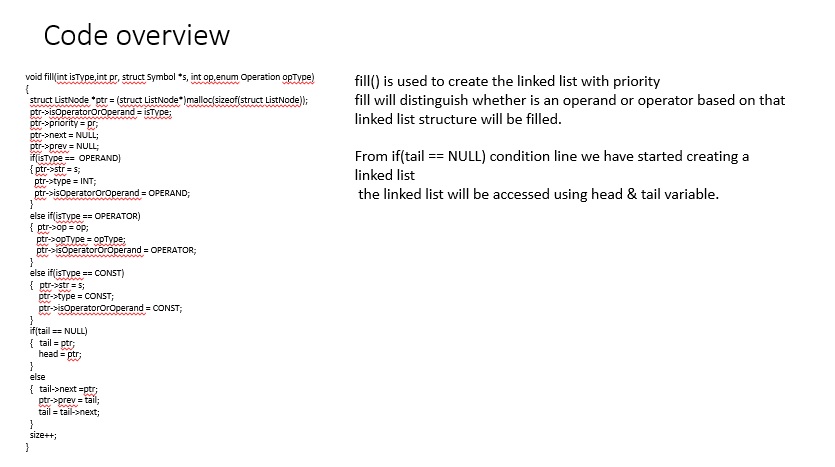 Code overview
void fill(int isType,int pr, struct Symbol *s, int op,enum Operation opType)
{
struct ListNode *ptr = (struct ListNode*)malloc(sizeof(struct ListNode));
ptr->isOperatorOrOperand = isType;
ptr->priority = pr;
ptr->next = NULL;
ptr->prev = NULL;
if(isType == OPERAND)
{ ptr->str = s;
ptr->type = INT;
ptr->isOperatorOrOperand = OPERAND;
}
else if(isType == OPERATOR)
{ ptr->op = op;
ptr->opType = opType;
ptr->isOperatorOrOperand = OPERATOR;
}
else if(isType == CONST)
{ ptr->str = s;
ptr->type = CONST;
ptr->isOperatorOrOperand = CONST;
}
if(tail == NULL)
{ tail = ptr;
head = ptr;
}
else
{ tail->next =ptr;
ptr->prev = tail;
tail = tail->next;
}
size++;
}
fill() is used to create the linked list with priority
fill will distinguish whether is an operand or operator based on that
linked list structure will be filled.
From if(tail == NULL) condition line we have started creating a
linked list
the linked list will be accessed using head & tail variable.